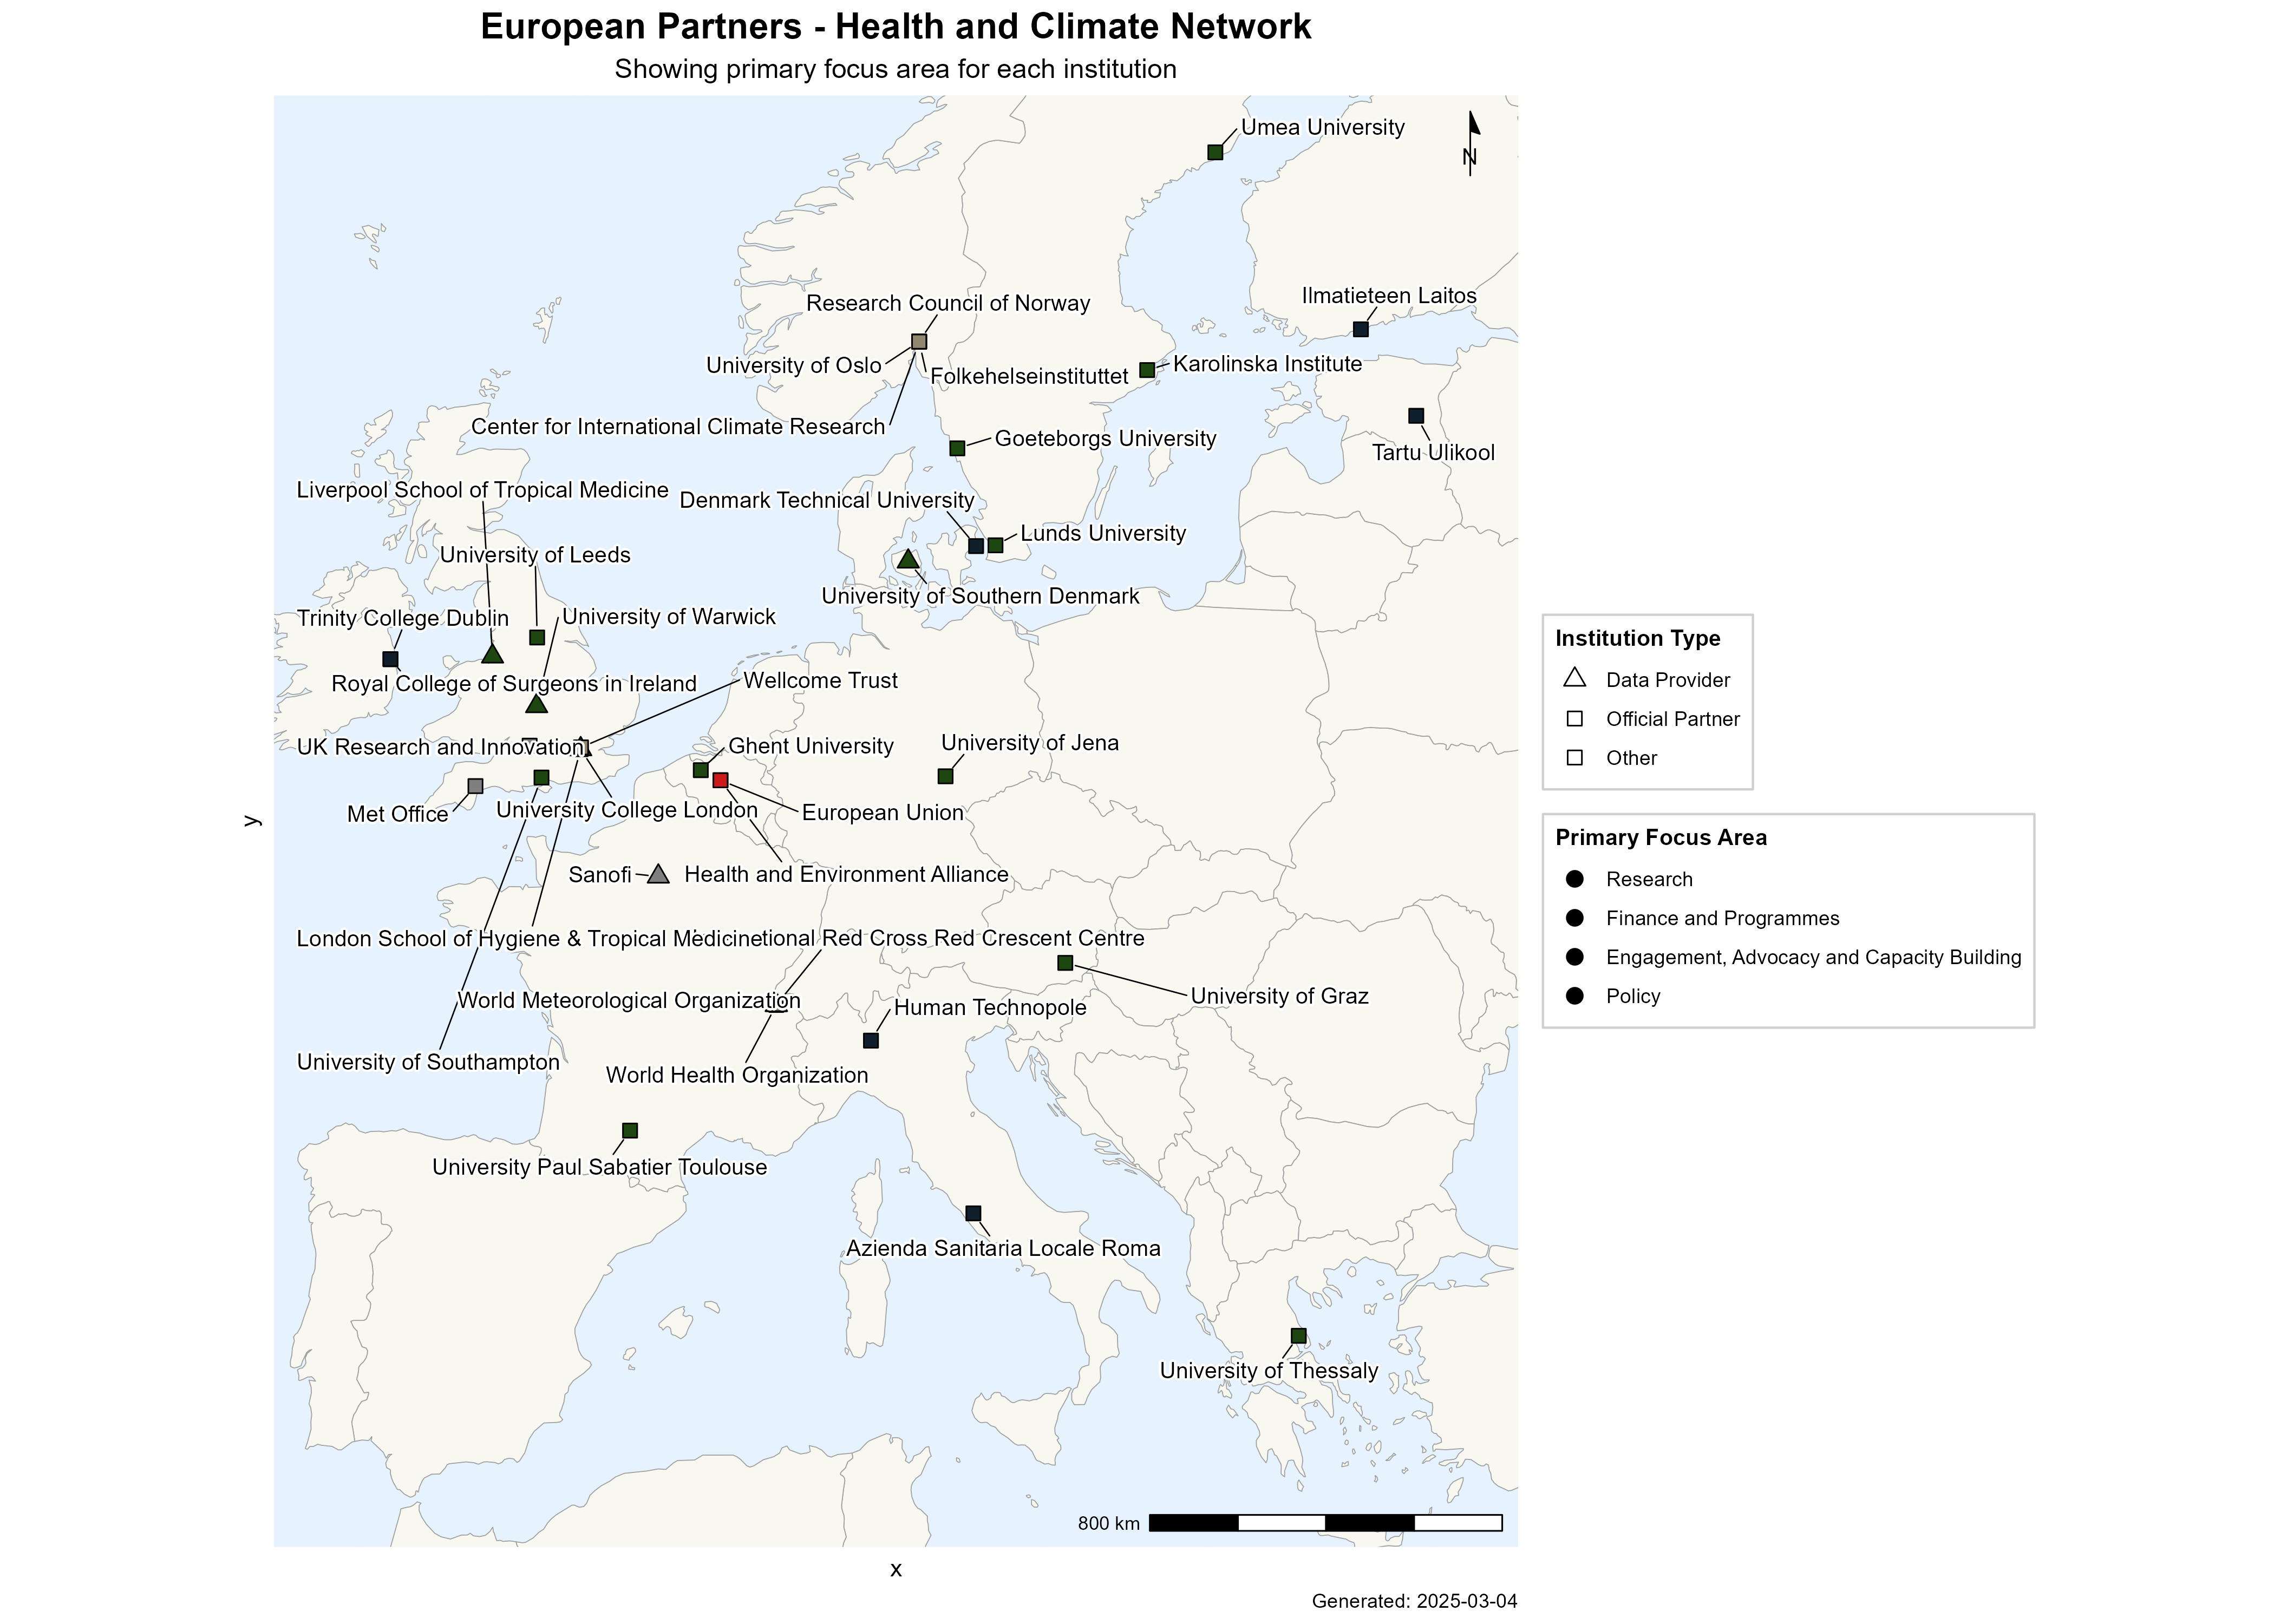 European Partners - Health and Climate Network
Showing primary focus area for each institution
Umea University
N
Ilmatieteen Laitos
Research Council of Norway
University of Oslo
Folkehelseinstituttet
Karolinska Institute
Center for International Climate Research
Goeteborgs University
Tartu Ulikool
Liverpool School of Tropical Medicine
Denmark Technical University
Lunds University
University of Leeds
University of Southern Denmark
Trinity College Dublin
University of Warwick
Royal College of Surgeons in Ireland
Wellcome Trust
UK Research and Innovation
Ghent University
University of Jena
Met Office
University College London
European Union
Sanofi
Health and Environment Alliance
London School of Hygiene & Tropical Medicine
tional Red Cross Red Crescent Centre
World Meteorological Organization
Human Technopole
University of Graz
University of Southampton
World Health Organization
University Paul Sabatier Toulouse
Azienda Sanitaria Locale Roma
University of Thessaly
800 km
y
x
Institution Type
Data Provider
Official Partner
Other
Primary Focus Area
Research
Finance and Programmes
Engagement, Advocacy and Capacity Building
Policy
Generated: 2025-03-04